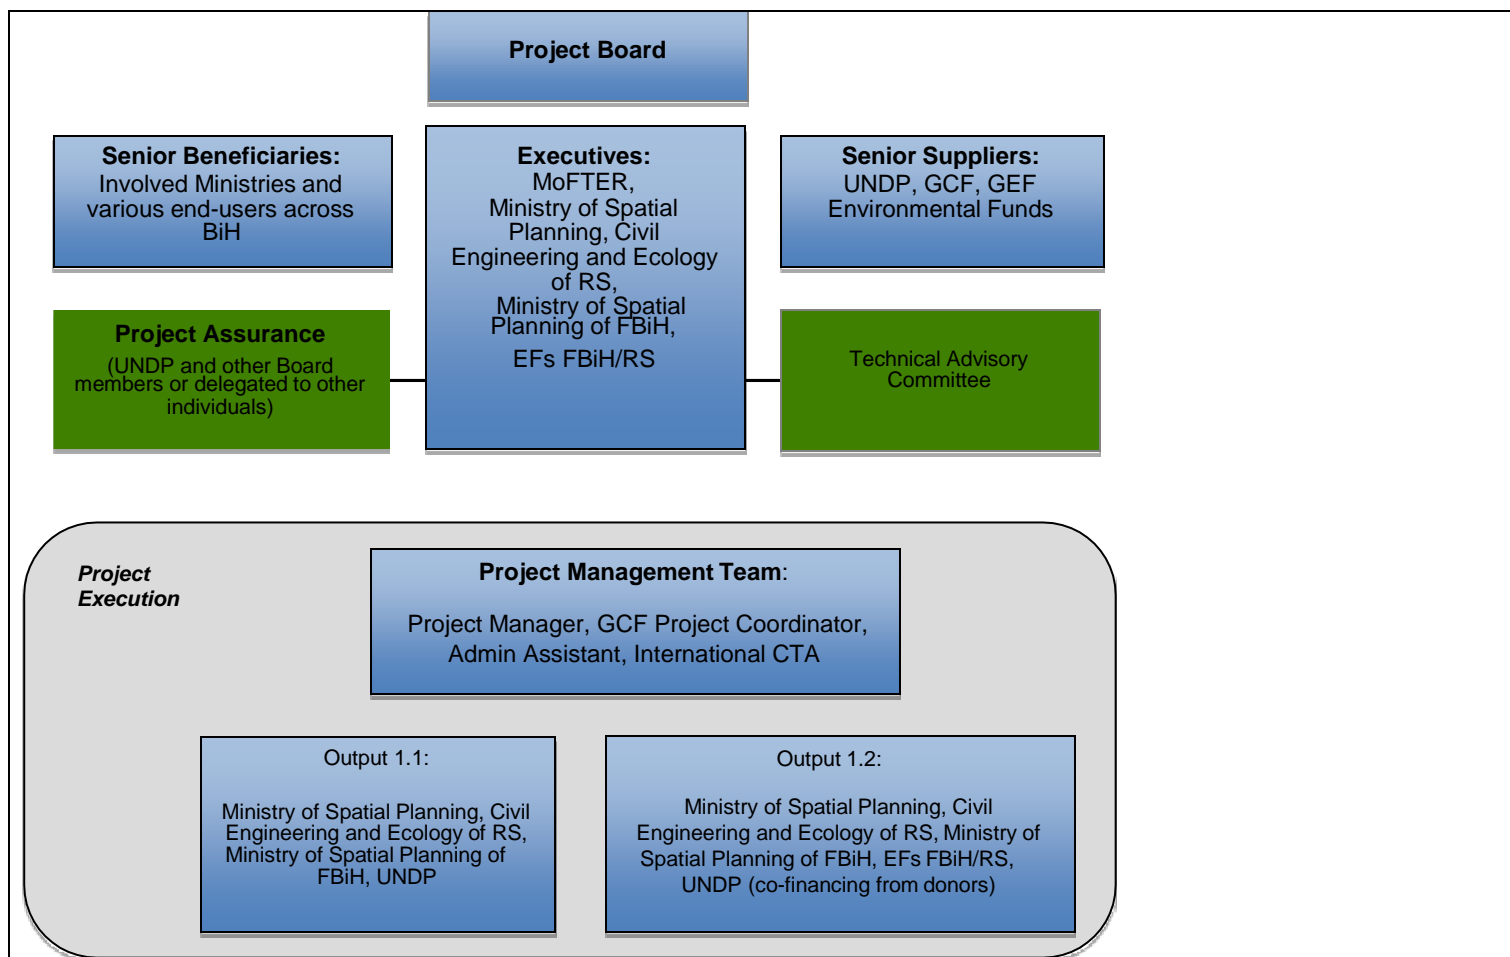 Project Board
Senior Beneficiaries:
Involved Ministries and
various end-users across
BiH
Executives:
MoFTER,
Ministry of Spatial
Planning, Civil
Engineering and Ecology
of RS,
Ministry of Spatial
Planning of FBiH,
EFs FBiH/RS
Senior Suppliers:
UNDP, GCF, GEF
Environmental Funds
Project Assurance
(UNDP and other Board
members or delegated to other
individuals)
Technical Advisory
Committee
Project
Execution
Project Management Team:
Project Manager, GCF Project Coordinator,
Admin Assistant, International CTA
Output 1.1:
Ministry of Spatial Planning, Civil
Engineering and Ecology of RS,
Ministry of Spatial Planning of
FBiH, UNDP
Output 1.2:
Ministry of Spatial Planning, Civil
Engineering and Ecology of RS, Ministry of
Spatial Planning of FBiH, EFs FBiH/RS,
UNDP (co-financing from donors)